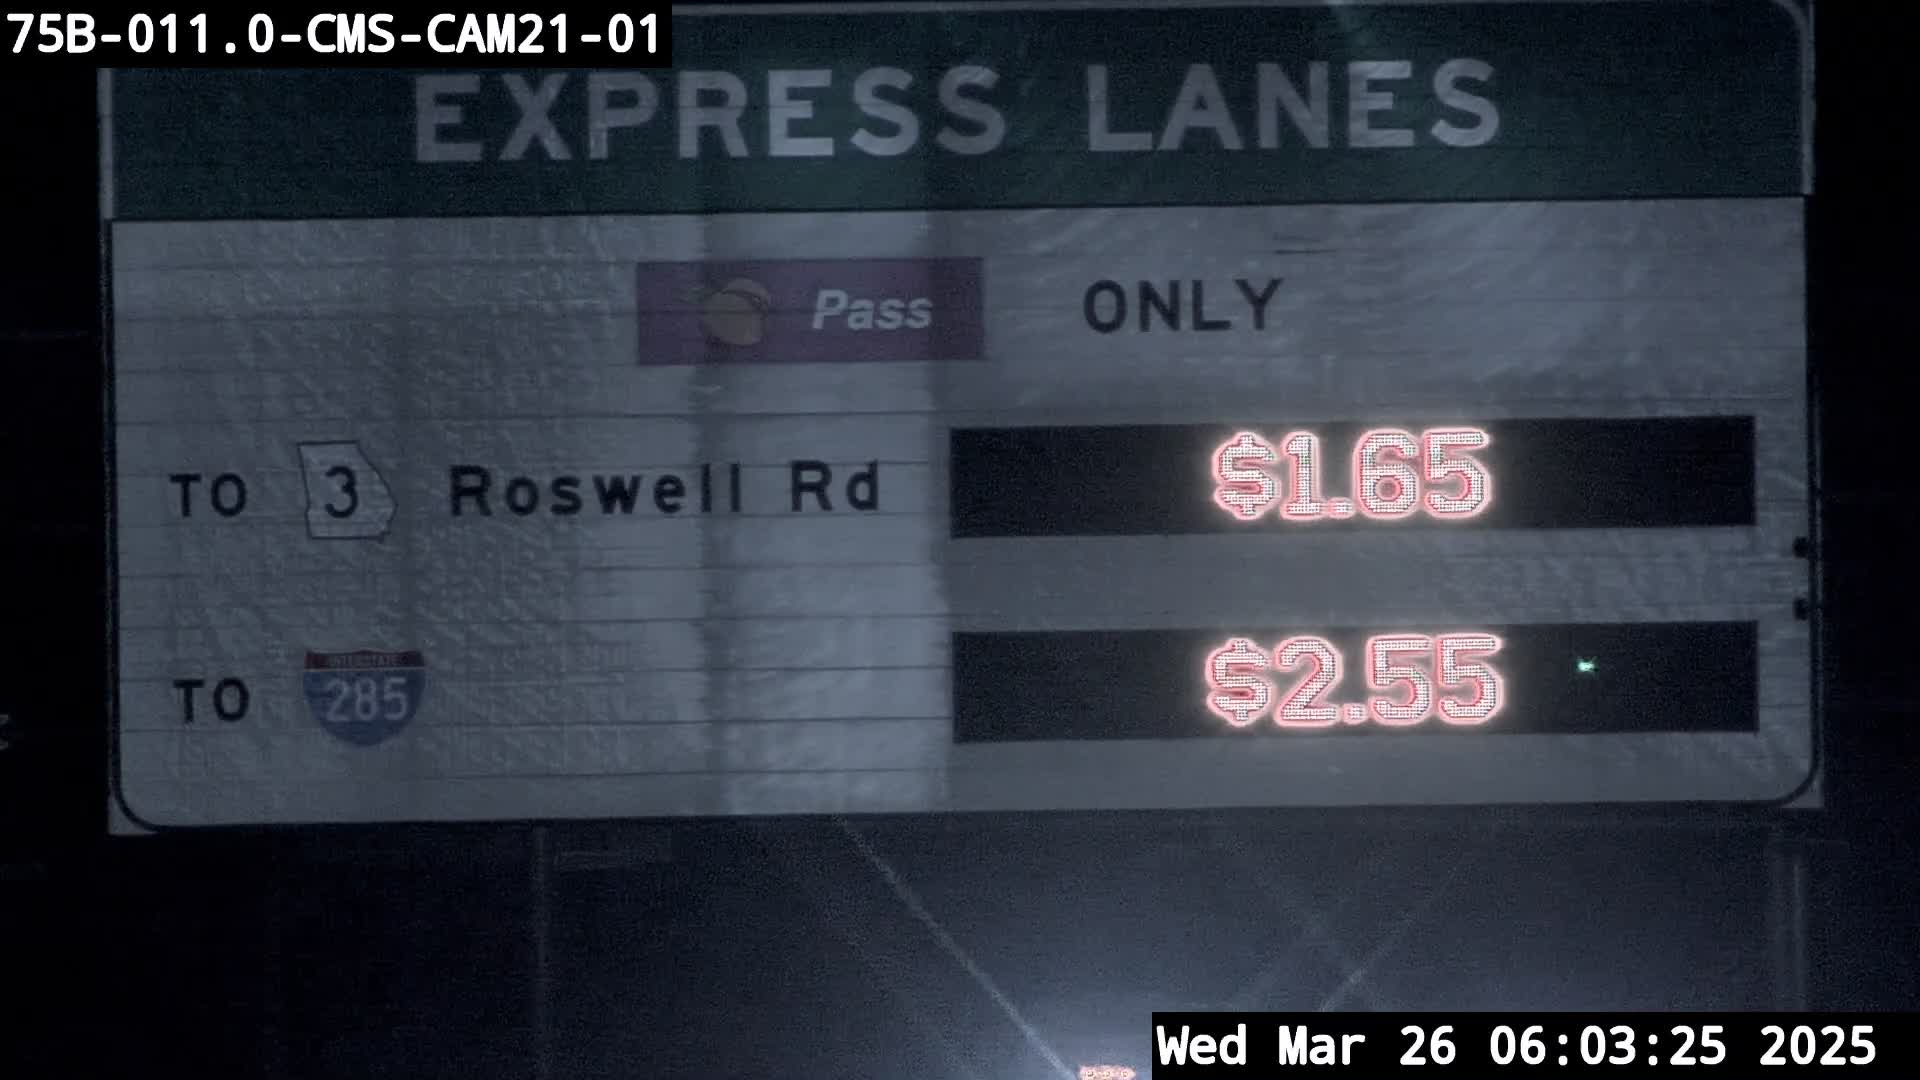 75B-011.0-CMS-CAM21-01
EXPRESS LANES
Pass ONLY
TO 3 Roswell Rd $1.65
TO INTERSTATE 285 $2.55
Wed Mar 26 06:03:25 2025